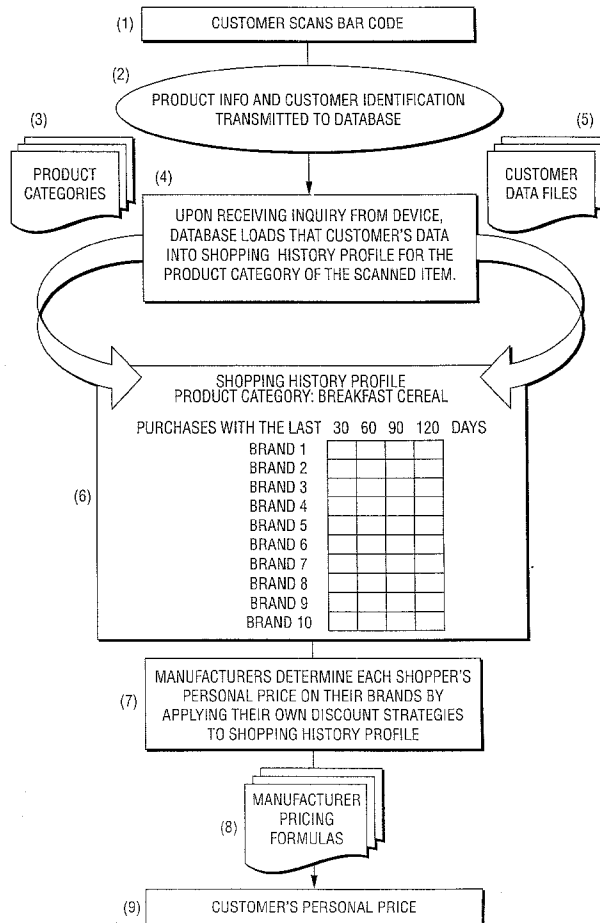 (1)
CUSTOMER SCANS BAR CODE
(2)
PRODUCT INFO AND CUSTOMER IDENTIFICATION
TRANSMITTED TO DATABASE
(3)
PRODUCT
CATEGORIES
(4)
UPON RECEIVING INQUIRY FROM DEVICE,
DATABASE LOADS THAT CUSTOMER'S DATA
INTO SHOPPING HISTORY PROFILE FOR THE
PRODUCT CATEGORY OF THE SCANNED ITEM.
(5)
CUSTOMER
DATA FILES
(6)
SHOPPING HISTORY PROFILE
PRODUCT CATEGORY: BREAKFAST CEREAL
PURCHASES WITH THE LAST 30 60 90 120 DAYS
BRAND 1
BRAND 2
BRAND 3
BRAND 4
BRAND 5
BRAND 6
BRAND 7
BRAND 8
BRAND 9
BRAND 10
(7)
MANUFACTURERS DETERMINE EACH SHOPPER'S
PERSONAL PRICE ON THEIR BRANDS BY
APPLYING THEIR OWN DISCOUNT STRATEGIES
TO SHOPPING HISTORY PROFILE
(8)
MANUFACTURER
PRICING
FORMULAS
(9)
CUSTOMER'S PERSONAL PRICE